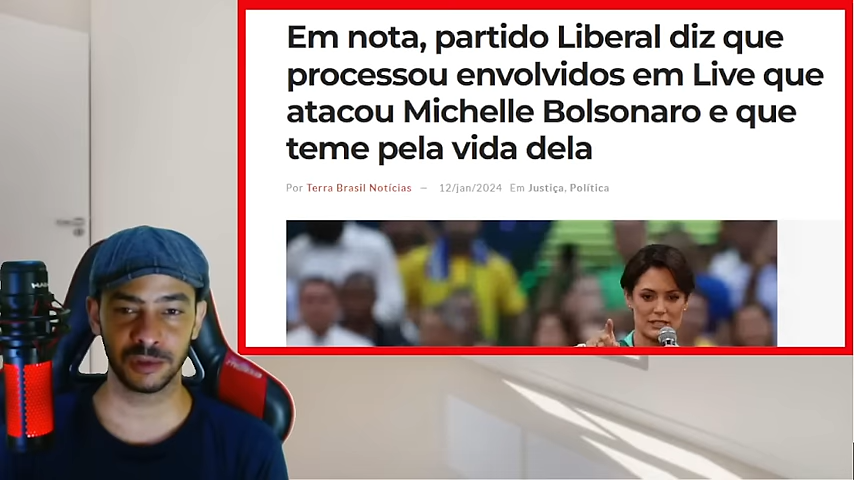 Em nota, partido Liberal diz que
processou envolvidos em Live que
atacou Michelle Bolsonaro e que
teme pela vida dela
Por Terra Brasil Notícias — 12/jan/2024 Em Justiça, Política